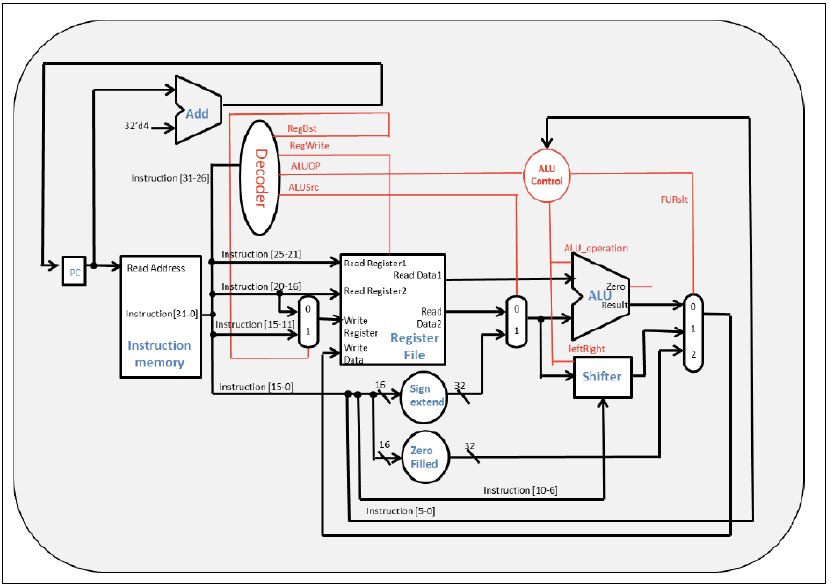 Add
32'd4
RegDst
RegWrite
ALUOP
ALUSrc
Decoder
Instruction [31-26]
ALU
Control
FURslt
PC
Read Address
Instruction[31-0]
Instruction
memory
Instruction [25-21]
Instruction [20-16]
Instruction [15-11]
0
1
Read Register1
Read Data1
Read Register2
Read
Data2
Write
Register
Write
Data
Register
File
0
1
ALU_operation
Zero
ALU
Result
leftRight
Shifter
0
1
2
Instruction [15-0]
16
Sign
extend
32
16
Zero
Filled
32
Instruction [10-6]
Instruction [5-0]